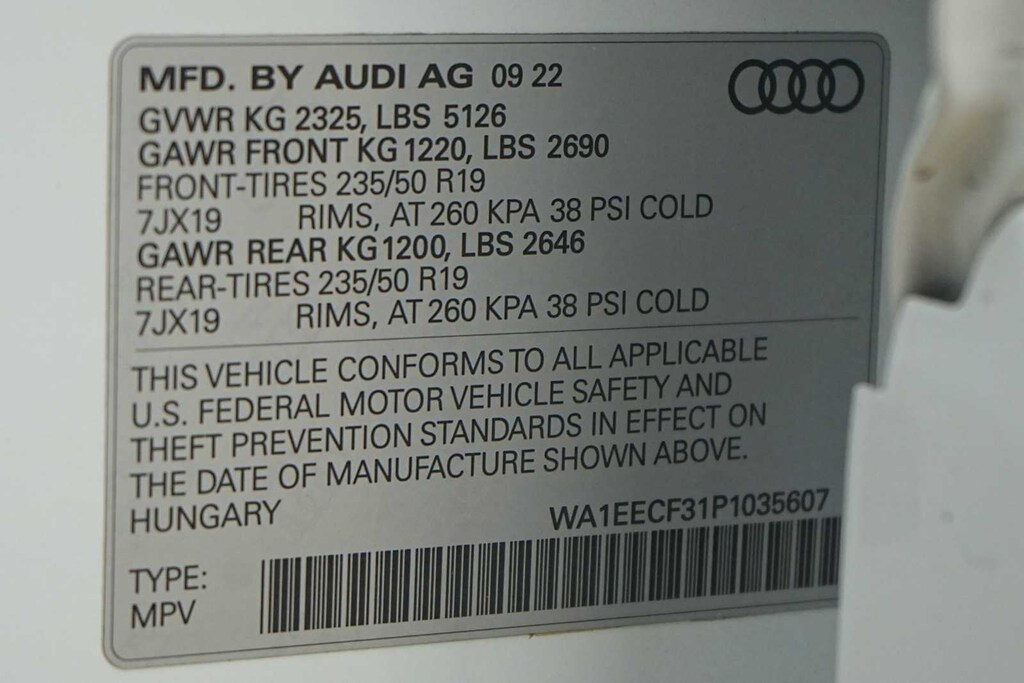 MFD. BY AUDI AG 09 22
GVWR KG 2325, LBS 5126
GAWR FRONT KG 1220, LBS 2690
FRONT-TIRES 235/50 R19
7JX19 RIMS, AT 260 KPA 38 PSI COLD
GAWR REAR KG 1200, LBS 2646
REAR-TIRES 235/50 R19
7JX19 RIMS, AT 260 KPA 38 PSI COLD
THIS VEHICLE CONFORMS TO ALL APPLICABLE
U.S. FEDERAL MOTOR VEHICLE SAFETY AND
THEFT PREVENTION STANDARDS IN EFFECT ON
THE DATE OF MANUFACTURE SHOWN ABOVE.
HUNGARY
WA1EECF31P1035607
TYPE:
MPV